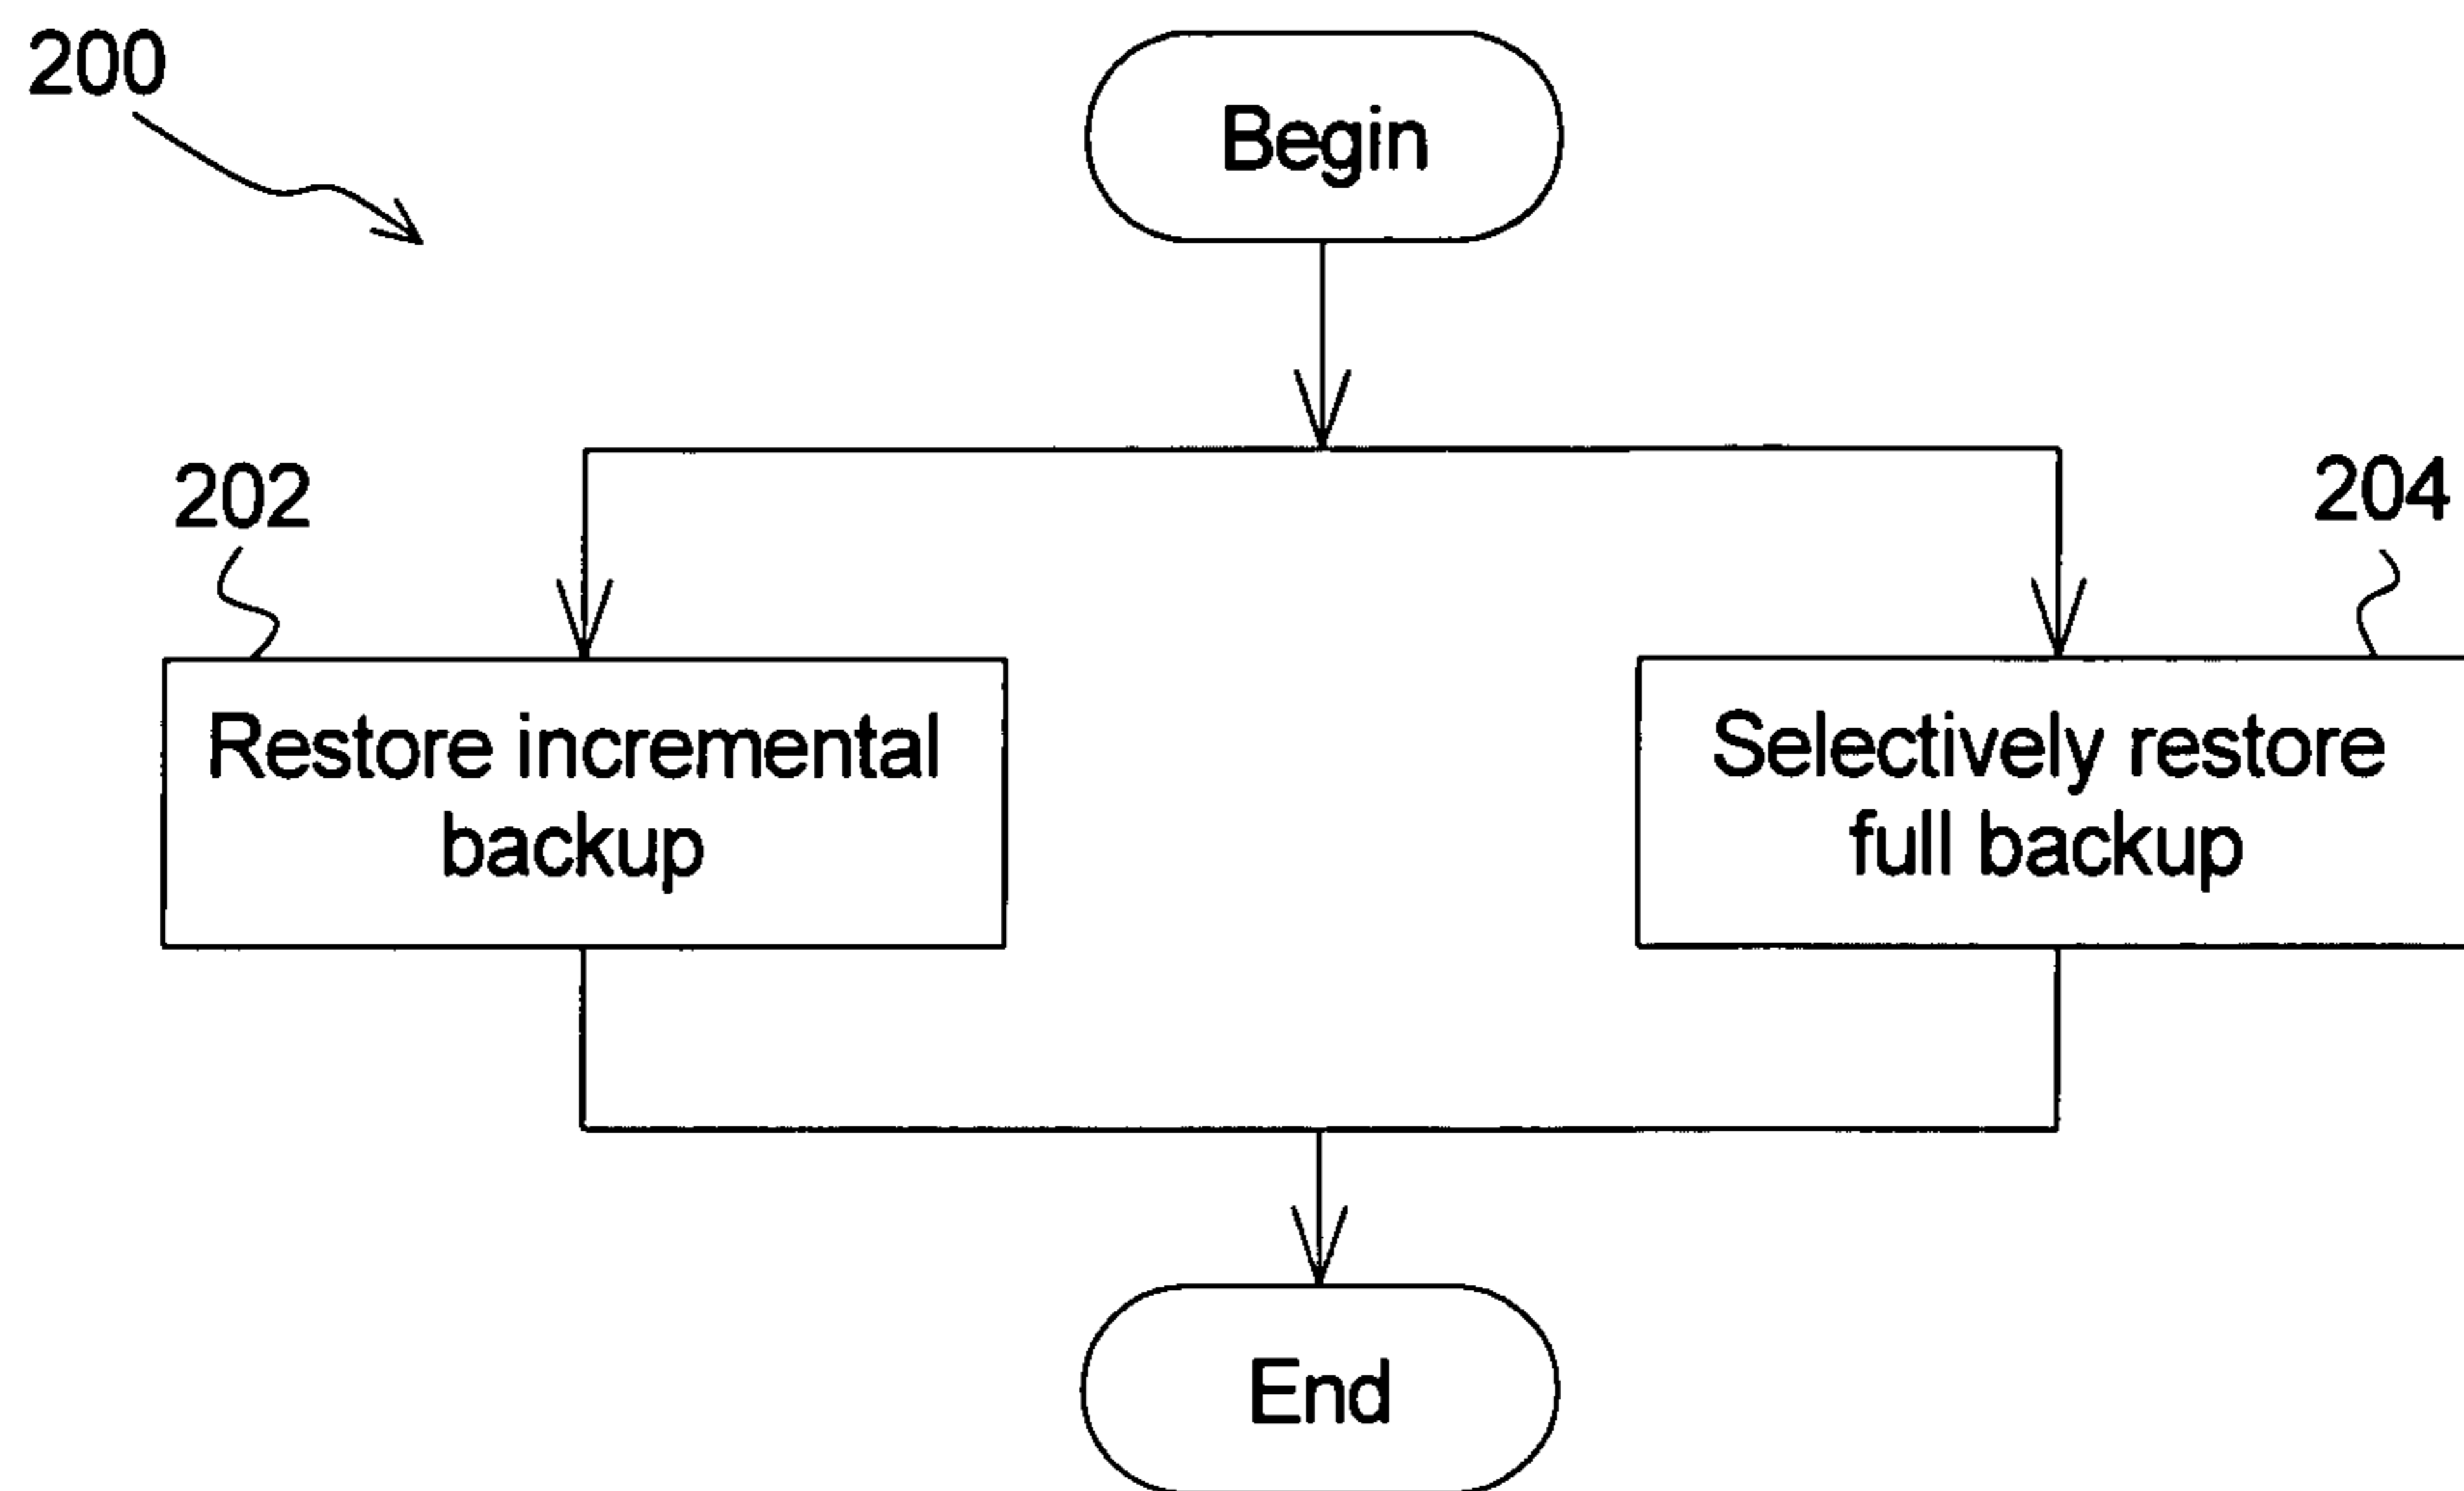 200
Begin
202
204
Restore incremental
backup
Selectively restore
full backup
End